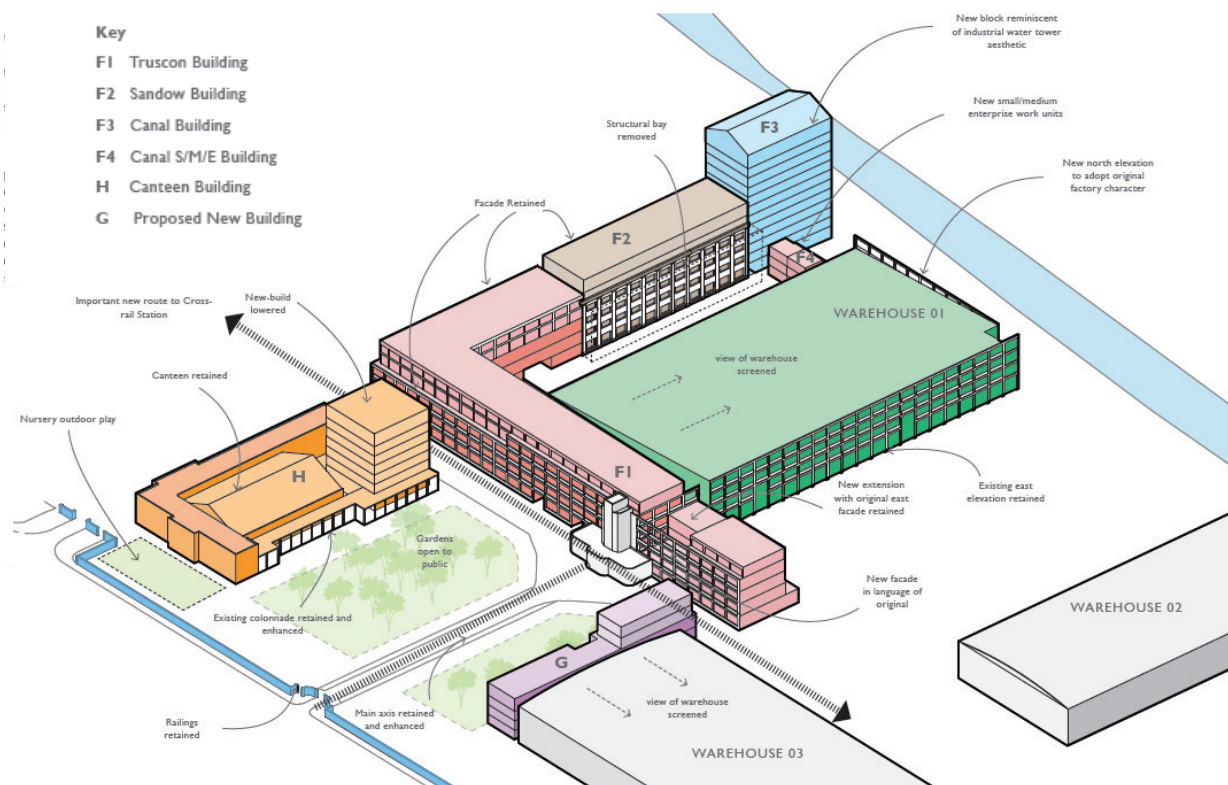 Key
F1 Truscon Building
F2 Sandow Building
F3 Canal Building
F4 Canal S/M/E Building
H Canteen Building
G Proposed New Building
New block reminiscent
of industrial water tower
aesthetic
New small/medium
enterprise work units
Structural bay
removed
New north elevation
to adopt original
factory character
F3
Facade Retained
F2
F4
Important new route to Cross-
rail Station
New-build
lowered
WAREHOUSE 01
view of warehouse
screened
Canteen retained
Nursery outdoor play
H
F1
New extension
with original east
facade retained
Existing east
elevation retained
Gardens
open to
public
New facade
in language of
original
Existing colonnade retained and
enhanced
WAREHOUSE 02
G
Railings
retained
Main axis retained
and enhanced
view of warehouse
screened
WAREHOUSE 03